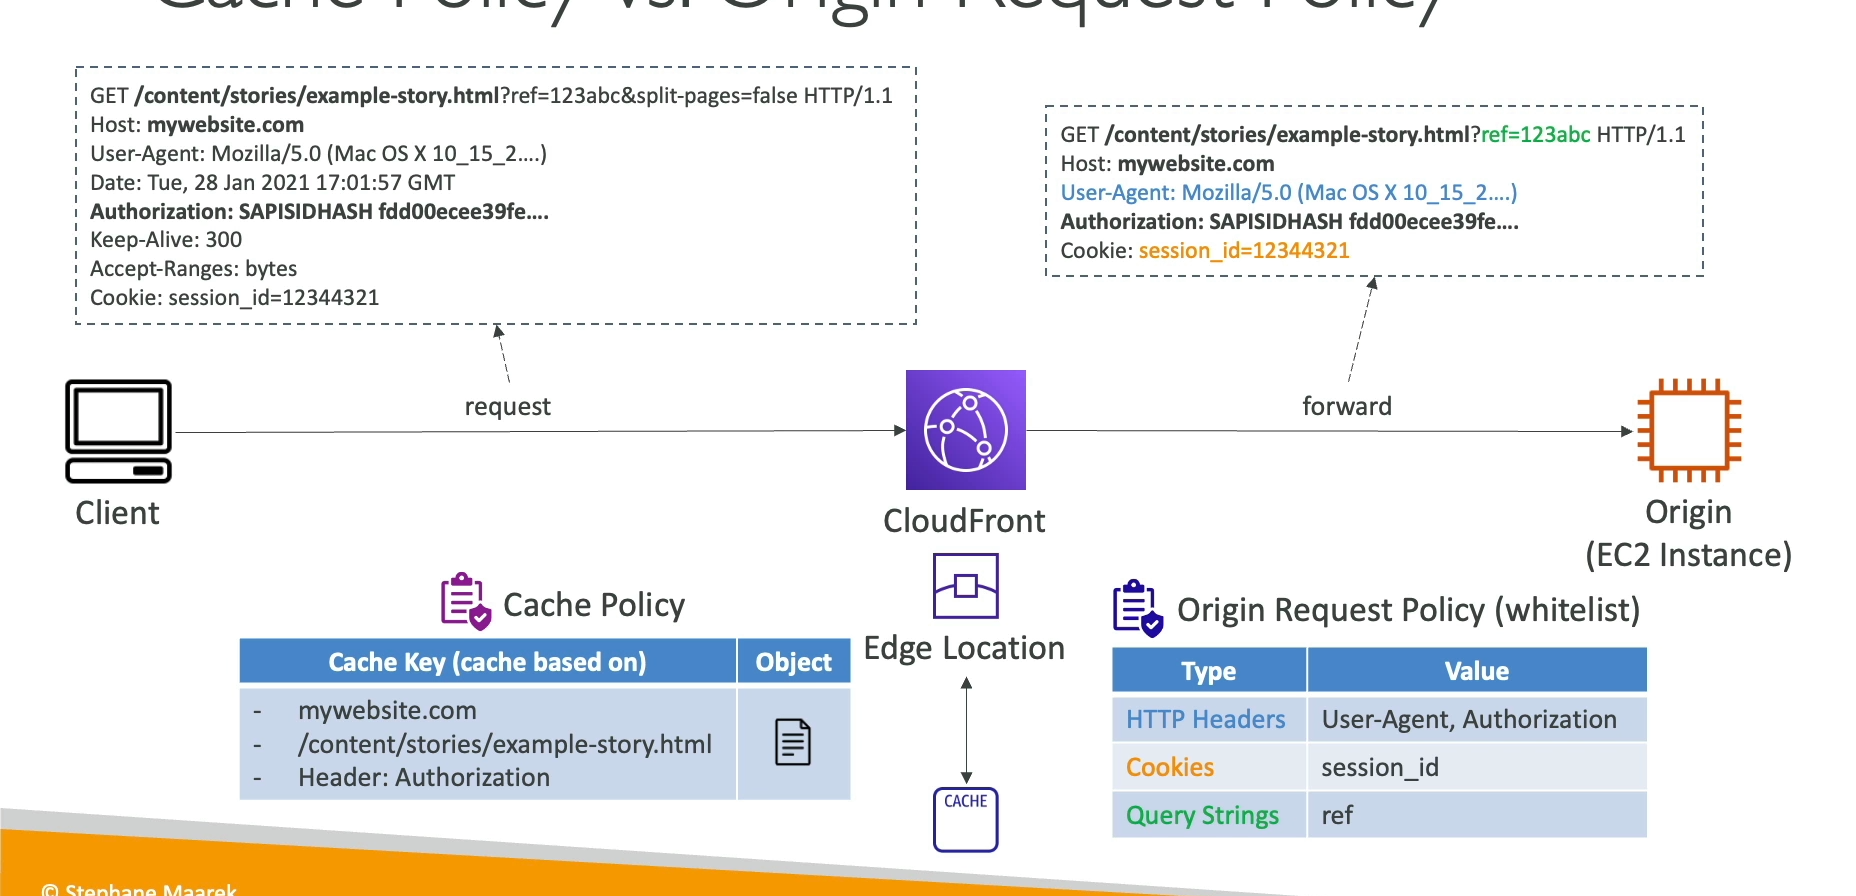 Cache Policy vs. Origin Request Policy
GET /content/stories/example-story.html?ref=123abc&split-pages=false HTTP/1.1
Host: mywebsite.com
User-Agent: Mozilla/5.0 (Mac OS X 10_15_2....)
Date: Tue, 28 Jan 2021 17:01:57 GMT
Authorization: SAPISIDHASH fdd00ecee39fe....
Keep-Alive: 300
Accept-Ranges: bytes
Cookie: session_id=12344321
GET /content/stories/example-story.html?ref=123abc HTTP/1.1
Host: mywebsite.com
User-Agent: Mozilla/5.0 (Mac OS X 10_15_2....)
Authorization: SAPISIDHASH fdd00ecee39fe....
Cookie: session_id=12344321
request
forward
Client
CloudFront
Origin
(EC2 Instance)
Cache Policy
Cache Key (cache based on)
Object
- mywebsite.com
- /content/stories/example-story.html
- Header: Authorization
Edge Location
CACHE
Origin Request Policy (whitelist)
Type
Value
HTTP Headers
User-Agent, Authorization
Cookies
session_id
Query Strings
ref
© Stephane Maarek